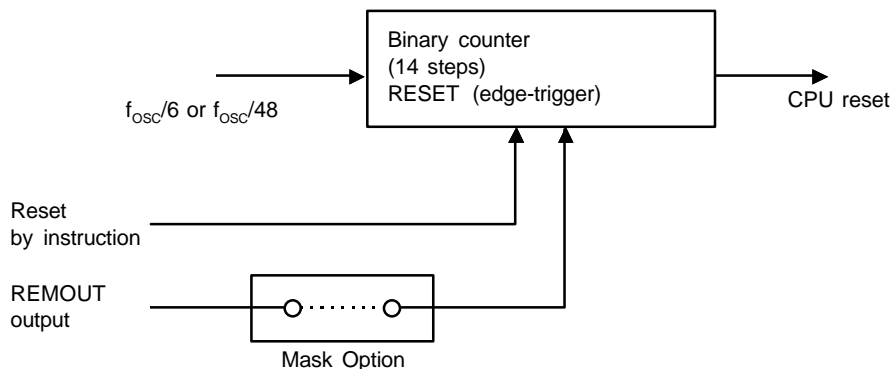 Binary counter
(14 steps)
RESET (edge-trigger)
fOSC/6 or fOSC/48
CPU reset
Reset
by instruction
REMOUT
output
Mask Option